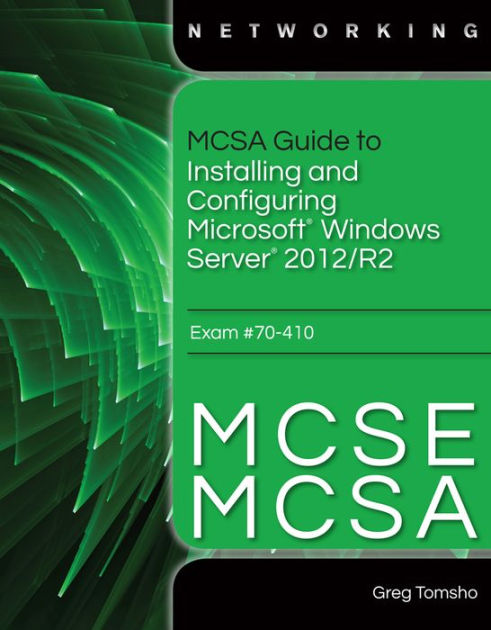 NETWORKING
MCSA Guide to
Installing and
Configuring
Microsoft® Windows
Server® 2012/R2
Exam #70-410
MCSE
MCSA
Greg Tomsho